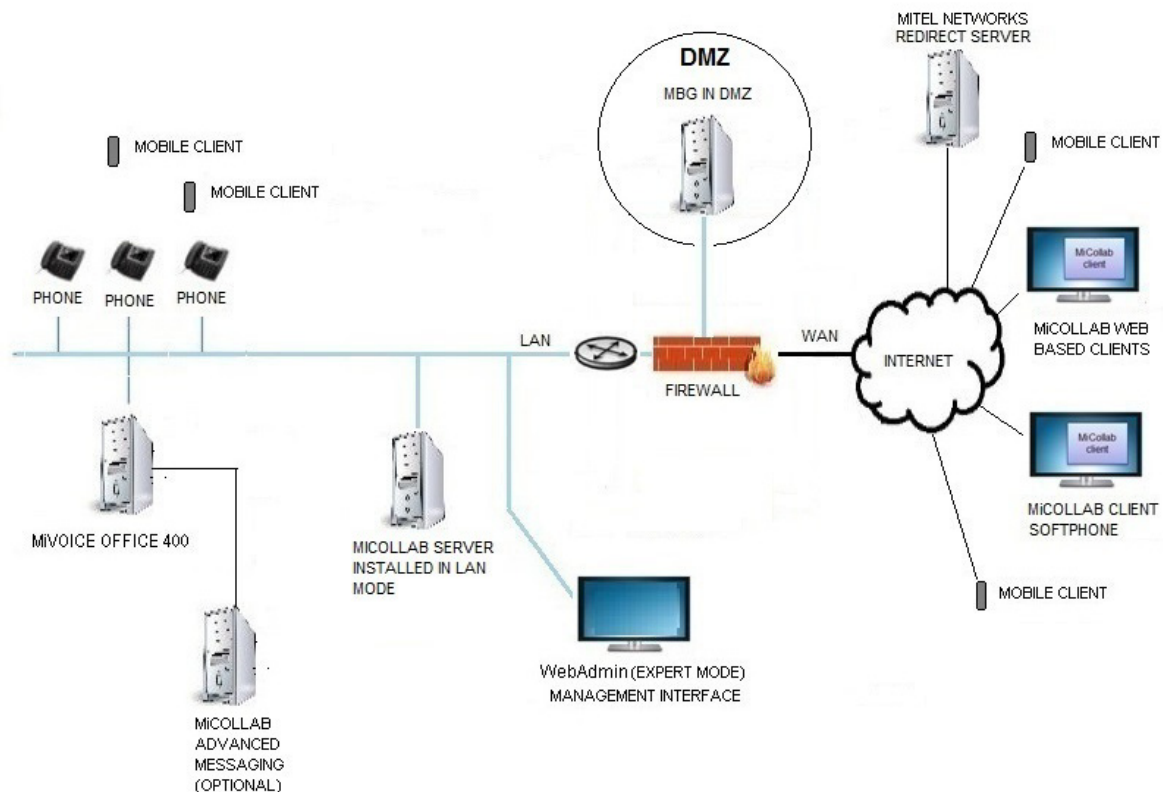 MITEL NETWORKS
REDIRECT SERVER
DMZ
MBG IN DMZ
MOBILE CLIENT
MOBILE CLIENT
MOBILE CLIENT
PHONE
PHONE
PHONE
MiCollab
client
MiCOLLAB WEB
BASED CLIENTS
LAN
WAN
FIREWALL
INTERNET
MiCollab
client
MiCOLLAB CLIENT
SOFTPHONE
MiVOICE OFFICE 400
MICOLLAB SERVER
INSTALLED IN LAN
MODE
MOBILE CLIENT
WebAdmin (EXPERT MODE)
MANAGEMENT INTERFACE
MiCOLLAB
ADVANCED
MESSAGING
(OPTIONAL)